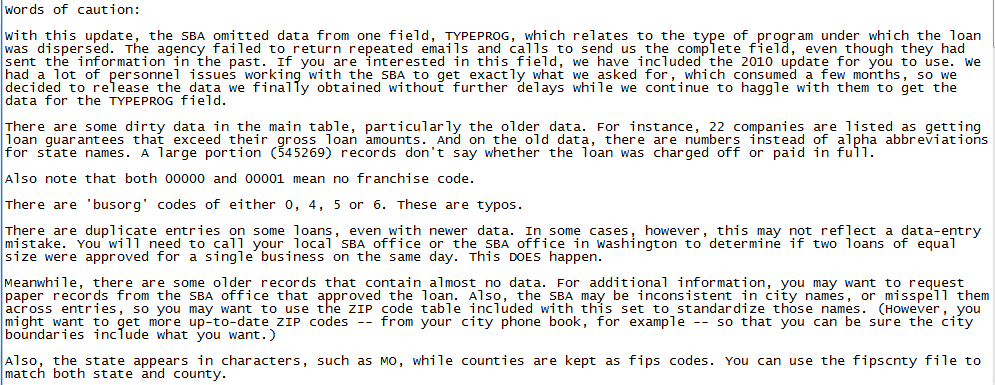 Words of caution:
With this update, the SBA omitted data from one field, TYPEPROG, which relates to the type of program under which the loan
was dispersed. The agency failed to return repeated emails and calls to send us the complete field, even though they had
sent the information in the past. If you are interested in this field, we have included the 2010 update for you to use. We
had a lot of personnel issues working with the SBA to get exactly what we asked for, which consumed a few months, so we
decided to release the data we finally obtained without further delays while we continue to haggle with them to get the
data for the TYPEPROG field.
There are some dirty data in the main table, particularly the older data. For instance, 22 companies are listed as getting
loan guarantees that exceed their gross loan amounts. And on the old data, there are numbers instead of alpha abbreviations
for state names. A large portion (545269) records don't say whether the loan was charged off or paid in full.
Also note that both 00000 and 00001 mean no franchise code.
There are 'busorg' codes of either 0, 4, 5 or 6. These are typos.
There are duplicate entries on some loans, even with newer data. In some cases, however, this may not reflect a data-entry
mistake. You will need to call your local SBA office or the SBA office in Washington to determine if two loans of equal
size were approved for a single business on the same day. This DOES happen.
Meanwhile, there are some older records that contain almost no data. For additional information, you may want to request
paper records from the SBA office that approved the loan. Also, the SBA may be inconsistent in city names, or misspell them
across entries, so you may want to use the ZIP code table included with this set to standardize those names. (However, you
might want to get more up-to-date ZIP codes -- from your city phone book, for example -- so that you can be sure the city
boundaries include what you want.)
Also, the state appears in characters, such as MO, while counties are kept as fips codes. You can use the fipscnty file to
match both state and county.